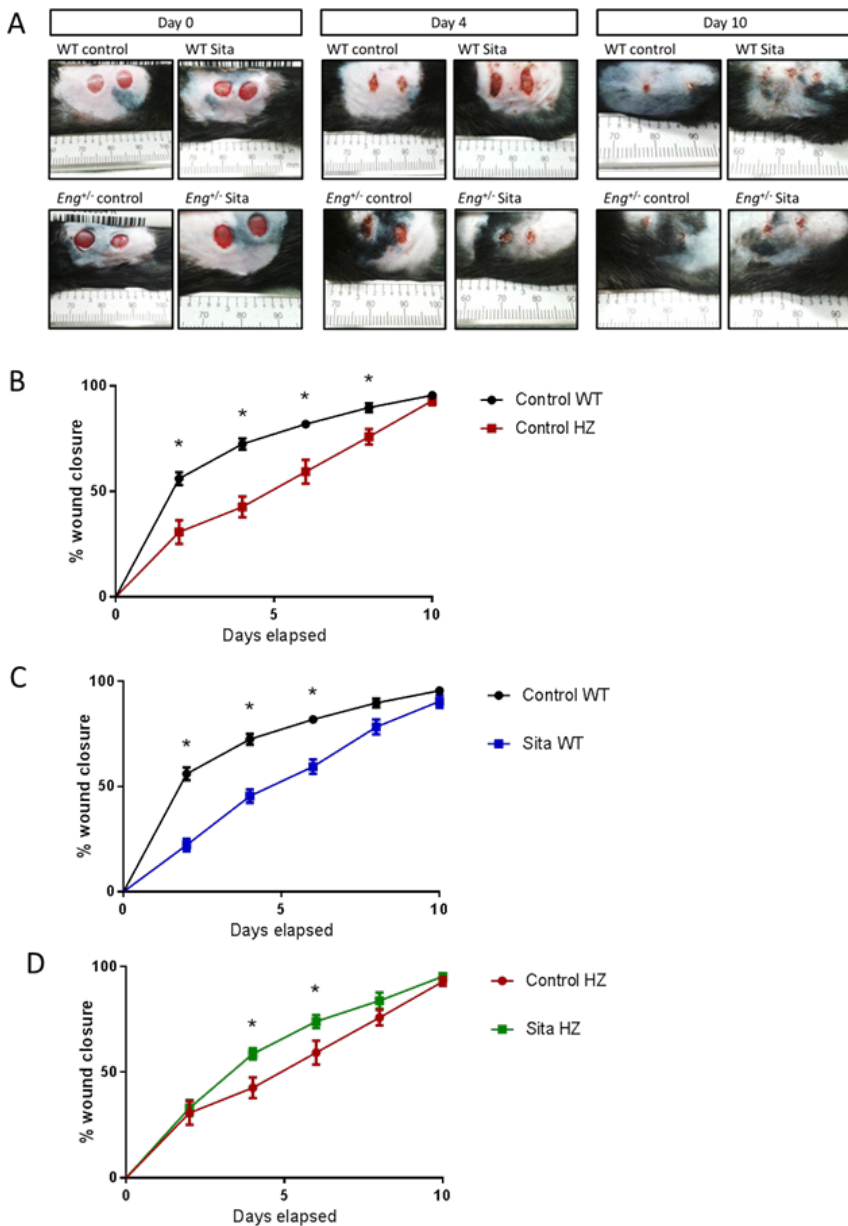 A
Day 0
Day 4
Day 10
WT control
WT Sita
WT control
WT Sita
WT control
WT Sita
Eng+/- control
Eng+/- Sita
Eng+/- control
Eng+/- Sita
Eng+/- control
Eng+/- Sita
B
100
50
0
% wound closure
* * * *
0 5 10
Days elapsed
Control WT
Control HZ
C
100
50
0
% wound closure
* * *
0 5 10
Days elapsed
Control WT
Sita WT
D
100
50
0
% wound closure
* *
0 5 10
Days elapsed
Control HZ
Sita HZ